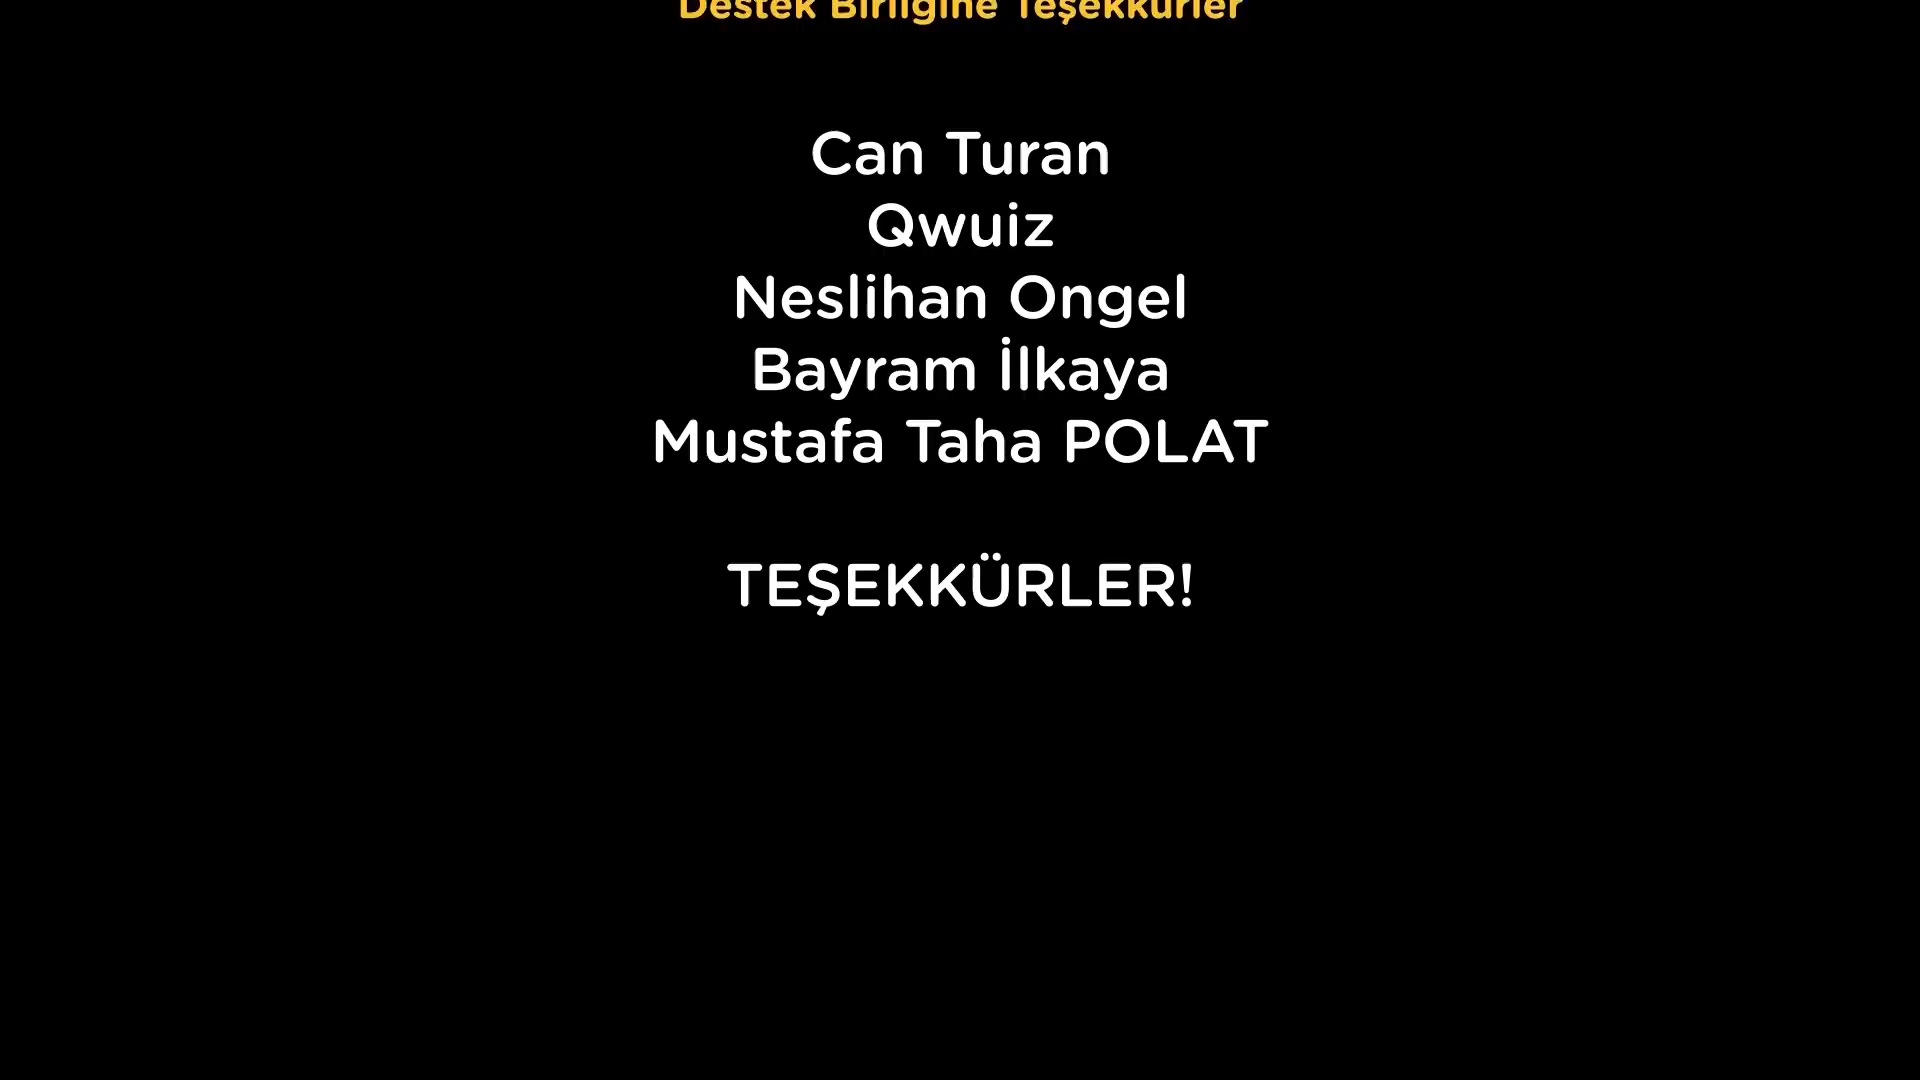 Destek Birliğine Teşekkürler
Can Turan
Qwuiz
Neslihan Ongel
Bayram İlkaya
Mustafa Taha POLAT
TEŞEKKÜRLER!